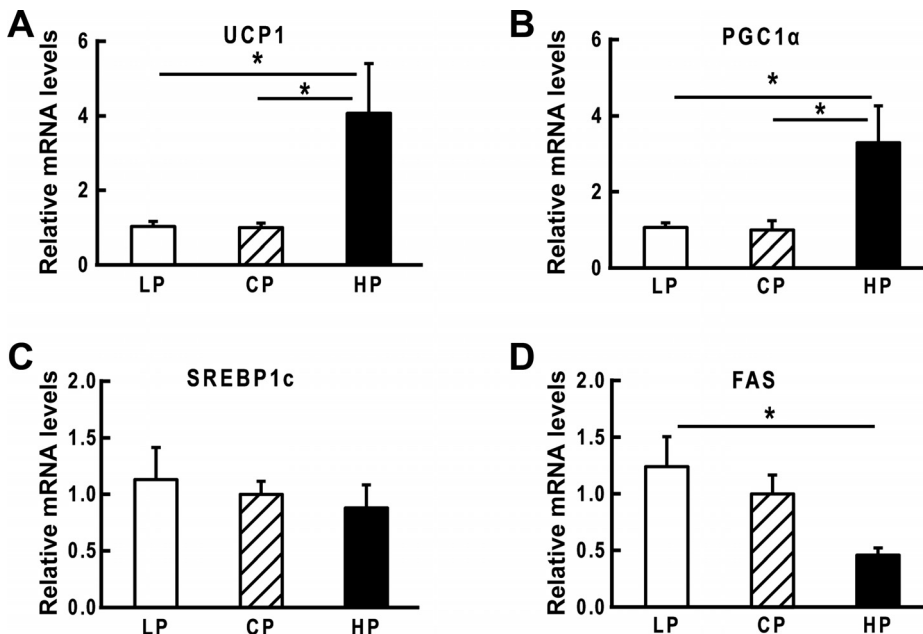 A
UCP1
Relative mRNA levels
6
4
2
0
*
*
LP CP HP
B
PGC1α
Relative mRNA levels
6
4
2
0
*
*
LP CP HP
C
SREBP1c
Relative mRNA levels
2.0
1.5
1.0
0.5
0.0
LP CP HP
D
FAS
Relative mRNA levels
2.0
1.5
1.0
0.5
0.0
*
LP CP HP